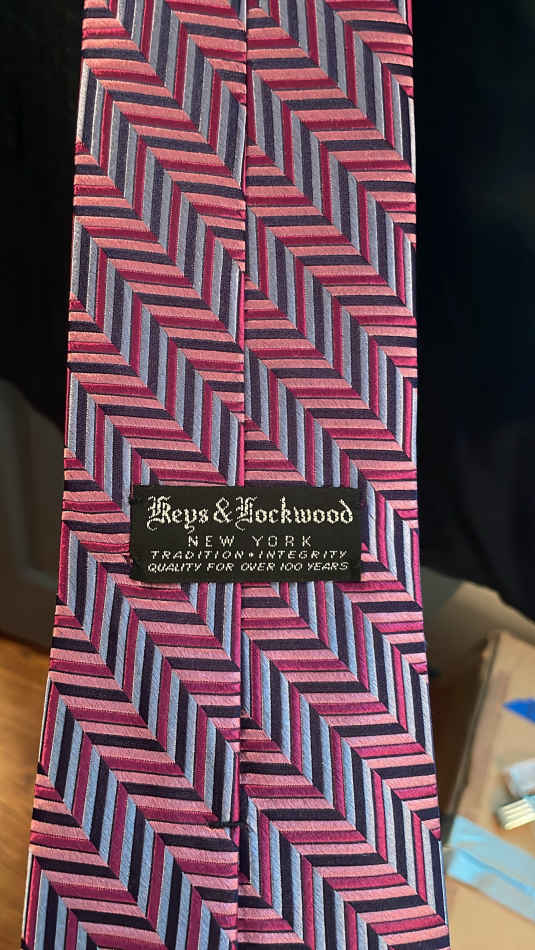 Keys & Lockwood
NEW YORK
TRADITION • INTEGRITY
QUALITY FOR OVER 100 YEARS